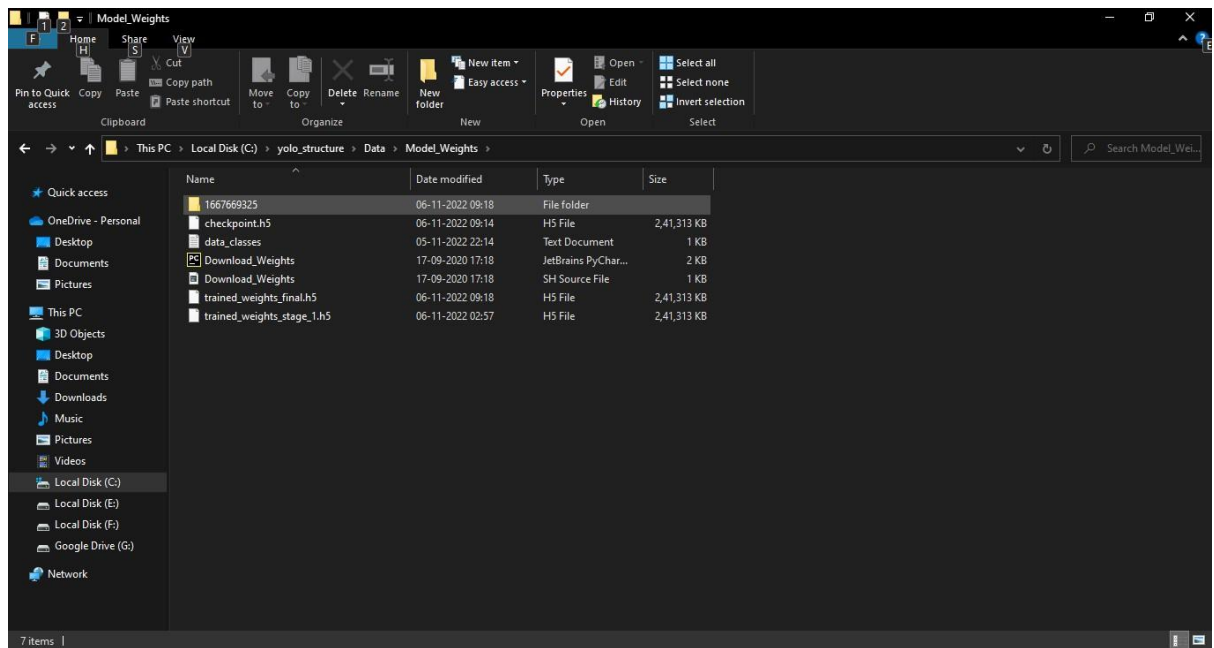 1 2 Model_Weights
F Home Share View
H S V E
Pin to Quick access
Copy
Paste
Cut
Copy path
Paste shortcut
Clipboard
Move to
Copy to
Delete
Rename
Organize
New folder
New item
Easy access
New
Properties
Open
Edit
History
Open
Select all
Select none
Invert selection
Select
This PC › Local Disk (C:) › yolo_structure › Data › Model_Weights ›
Search Model_Wei...
Quick access
OneDrive - Personal
Desktop
Documents
Pictures
This PC
3D Objects
Desktop
Documents
Downloads
Music
Pictures
Videos
Local Disk (C:)
Local Disk (E:)
Local Disk (F:)
Google Drive (G:)
Network
Name Date modified Type Size
1667669325 06-11-2022 09:18 File folder
checkpoint.h5 06-11-2022 09:14 H5 File 2,41,313 KB
data_classes 05-11-2022 22:14 Text Document 1 KB
PC Download_Weights 17-09-2020 17:18 JetBrains PyChar... 2 KB
Download_Weights 17-09-2020 17:18 SH Source File 1 KB
trained_weights_final.h5 06-11-2022 09:18 H5 File 2,41,313 KB
trained_weights_stage_1.h5 06-11-2022 02:57 H5 File 2,41,313 KB
7 items